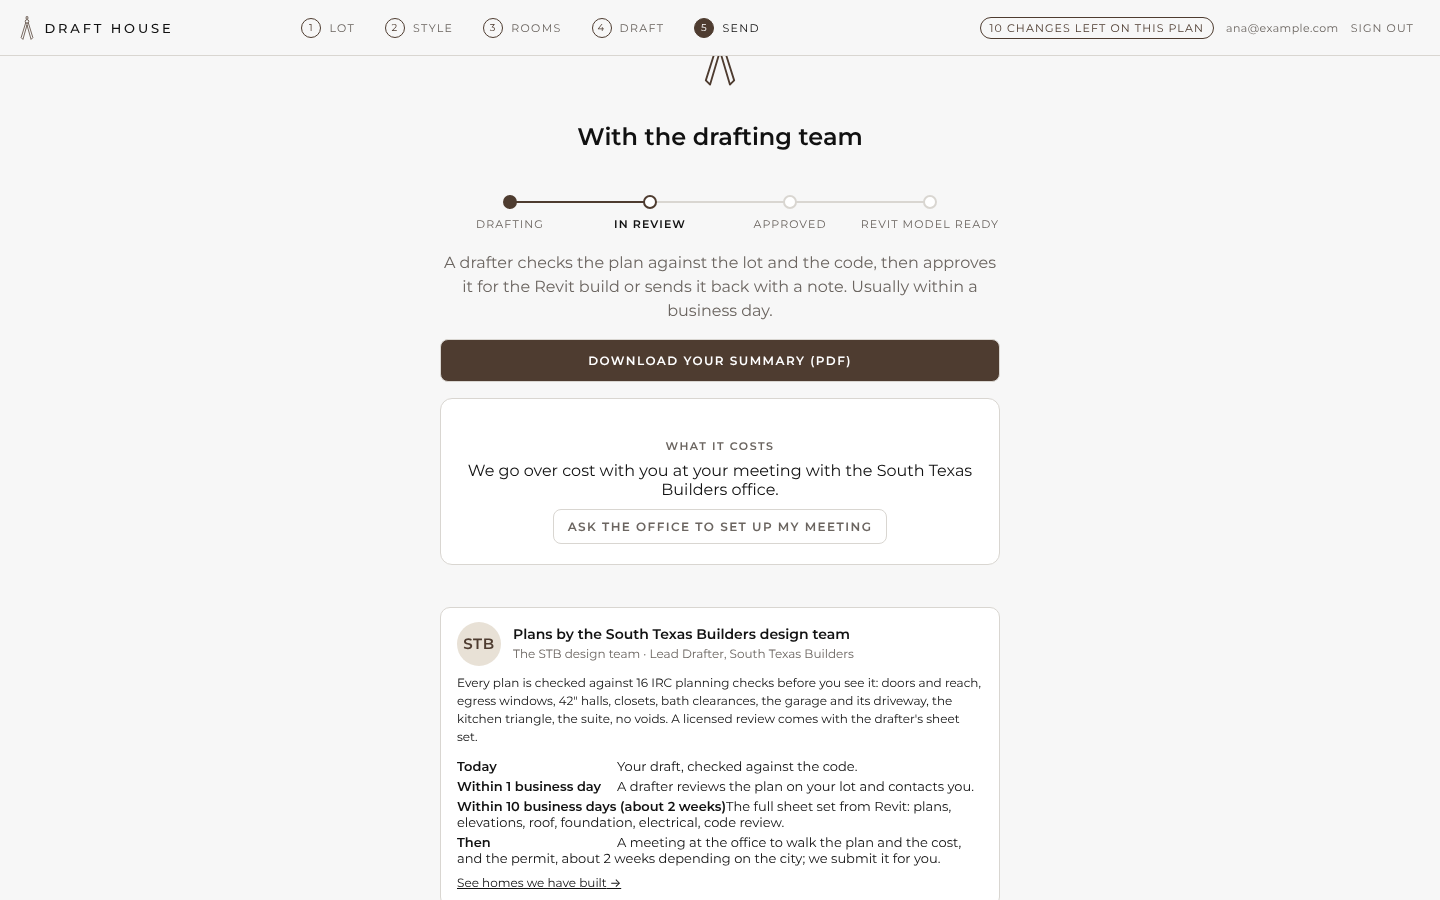 DRAFT HOUSE
1 LOT
2 STYLE
3 ROOMS
4 DRAFT
5 SEND
10 CHANGES LEFT ON THIS PLAN
ana@example.com
SIGN OUT
With the drafting team
DRAFTING
IN REVIEW
APPROVED
REVIT MODEL READY
A drafter checks the plan against the lot and the code, then approves
it for the Revit build or sends it back with a note. Usually within a
business day.
DOWNLOAD YOUR SUMMARY (PDF)
WHAT IT COSTS
We go over cost with you at your meeting with the South Texas
Builders office.
ASK THE OFFICE TO SET UP MY MEETING
STB
Plans by the South Texas Builders design team
The STB design team · Lead Drafter, South Texas Builders
Every plan is checked against 16 IRC planning checks before you see it: doors and reach,
egress windows, 42" halls, closets, bath clearances, the garage and its driveway, the
kitchen triangle, the suite, no voids. A licensed review comes with the drafter's sheet
set.
Today Your draft, checked against the code.
Within 1 business day A drafter reviews the plan on your lot and contacts you.
Within 10 business days (about 2 weeks)The full sheet set from Revit: plans,
elevations, roof, foundation, electrical, code review.
Then A meeting at the office to walk the plan and the cost,
and the permit, about 2 weeks depending on the city; we submit it for you.
See homes we have built →